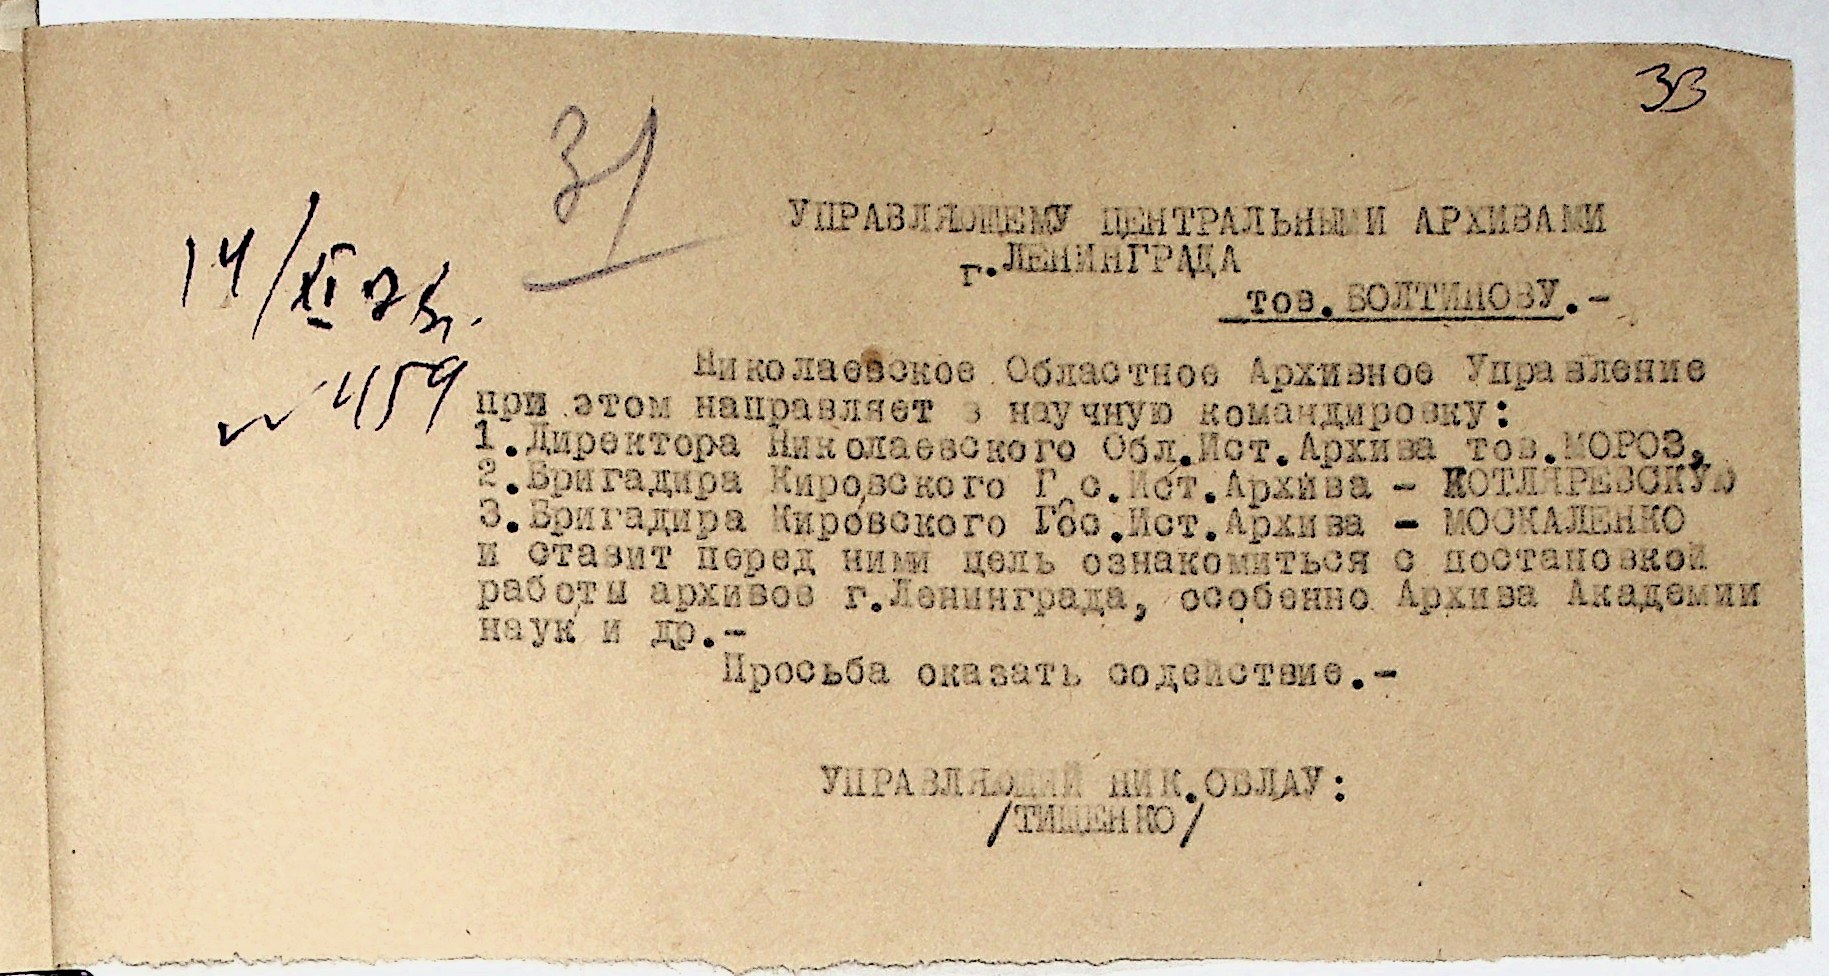 33
31
14/XI
№ 459
УПРАВЛЯЮЩЕМУ ЦЕНТРАЛЬНЫМИ АРХИВАМИ
г.ЛЕНИНГРАДА
тов. БОЛТИНОВУ.-
Николаевское Областное Архивное Управление
при этом направляет в научную командировку:
1.Директора Николаевского Обл.Ист.Архива тов.МОРОЗ,
2.Бригадира Кировского Г с.Ист.Архива - КОТЛЯРЕВСКУЮ
3.Бригадира Кировского Гос.Ист.Архива - МОСКАЛЕНКО
и ставит перед ними цель ознакомиться с постановкой
работы архивов г.Ленинграда, особенно Архива Академии
наук и др.-
Просьба оказать содействие.-
УПРАВЛЯЮЩИЙ НИК.ОБЛАУ:
/ТИЩЕНКО/